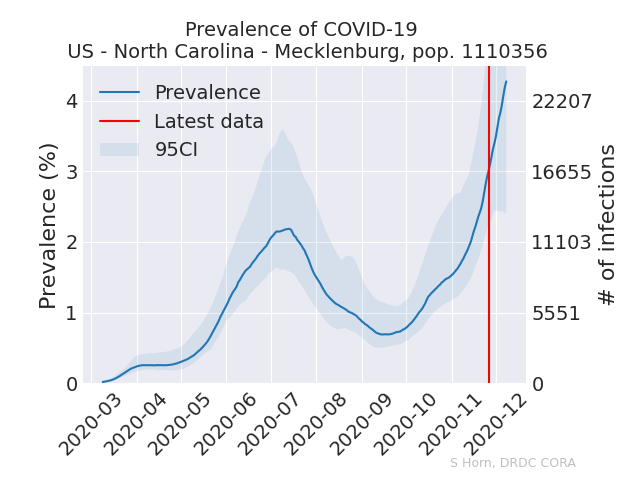 Prevalence of COVID-19
US - North Carolina - Mecklenburg, pop. 1110356
Prevalence
Latest data
95CI
Prevalence (%)
4
3
2
1
0
22207
16655
11103
5551
0
# of infections
2020-03
2020-04
2020-05
2020-06
2020-07
2020-08
2020-09
2020-10
2020-11
2020-12
S Horn, DRDC CORA